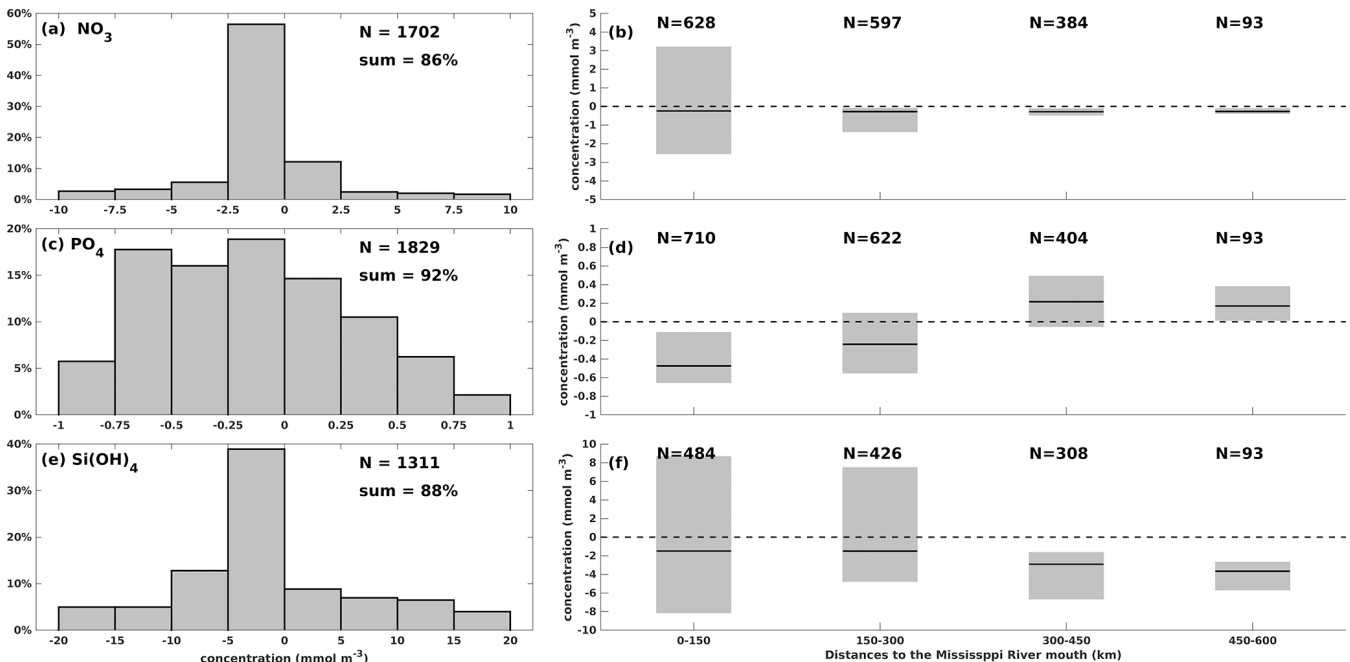 60%
50%
40%
30%
20%
10%
0%
(a) NO3
N = 1702
sum = 86%
-10 -7.5 -5 -2.5 0 2.5 5 7.5 10
concentration (mmol m-3)
5
4
3
2
1
0
-1
-2
-3
-4
-5
(b)
N=628 N=597 N=384 N=93
20%
15%
10%
5%
0%
(c) PO4
N = 1829
sum = 92%
-1 -0.75 -0.5 -0.25 0 0.25 0.5 0.75 1
concentration (mmol m-3)
1
0.8
0.6
0.4
0.2
0
-0.2
-0.4
-0.6
-0.8
-1
(d)
N=710 N=622 N=404 N=93
40%
30%
20%
10%
0%
(e) Si(OH)4
N = 1311
sum = 88%
-20 -15 -10 -5 0 5 10 15 20
concentration (mmol m-3)
concentration (mmol m-3)
10
8
6
4
2
0
-2
-4
-6
-8
-10
(f)
N=484 N=426 N=308 N=93
0-150 150-300 300-450 450-600
Distances to the Mississppi River mouth (km)